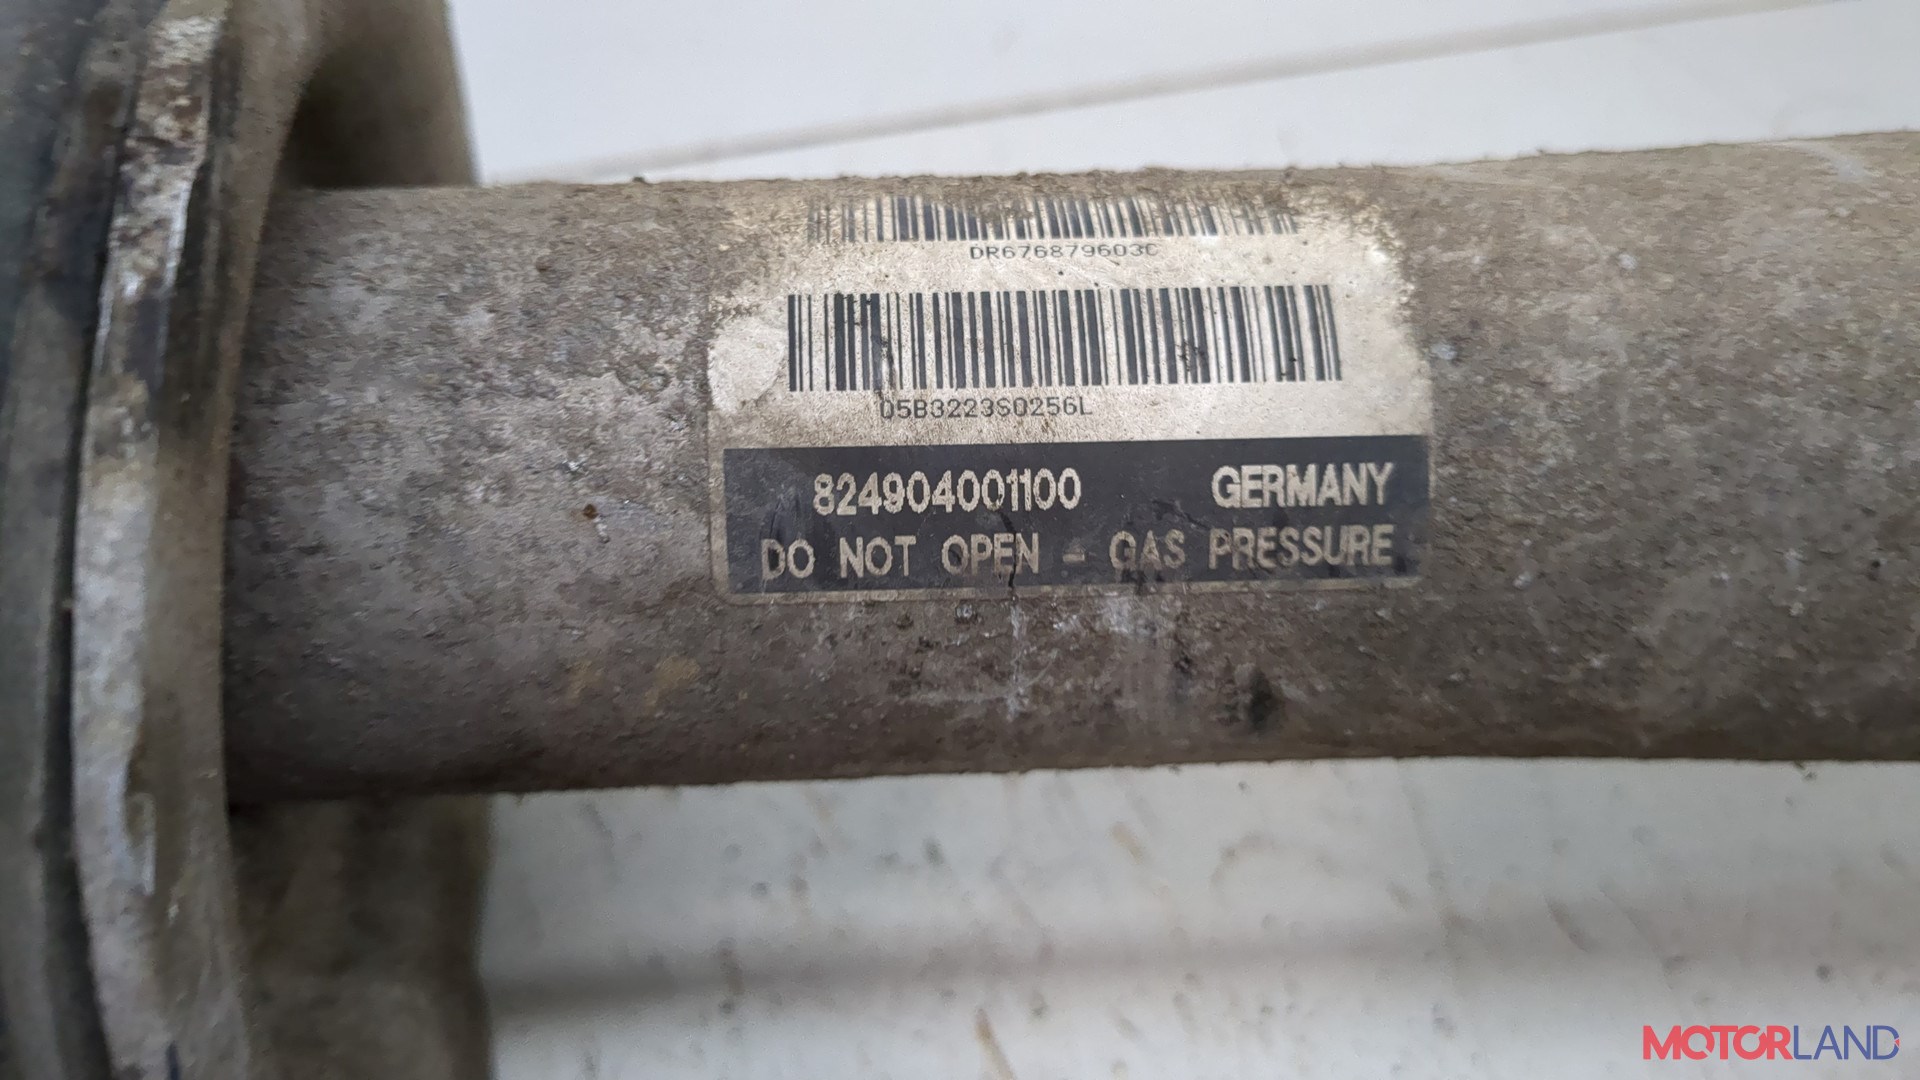 DR676879603C
05B3223S0256L
824904001100 GERMANY
DO NOT OPEN - GAS PRESSURE
MOTORLAND